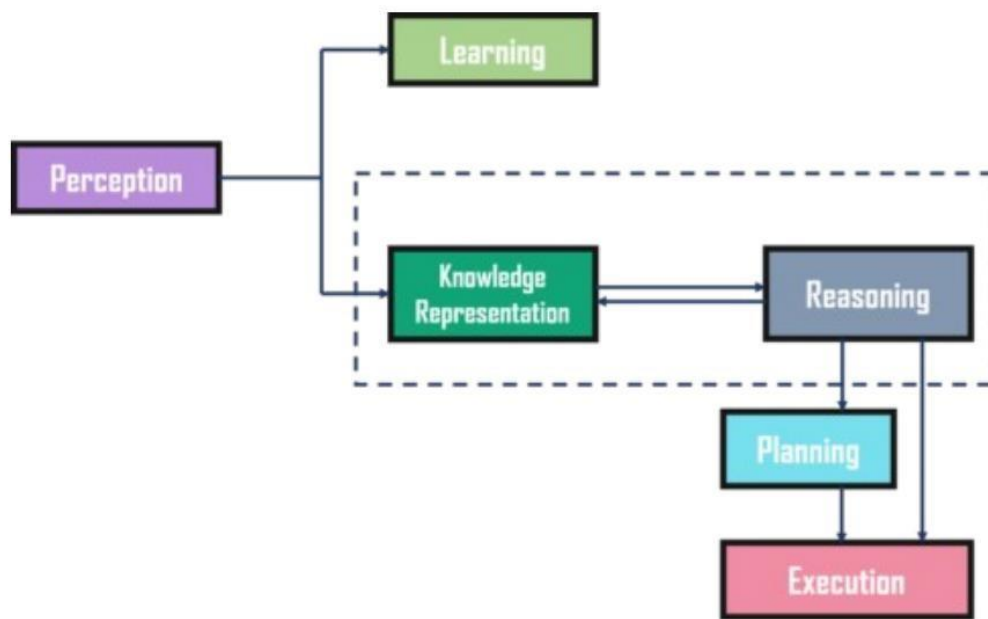 Learning
Perception
Knowledge
Representation
Reasoning
Planning
Execution